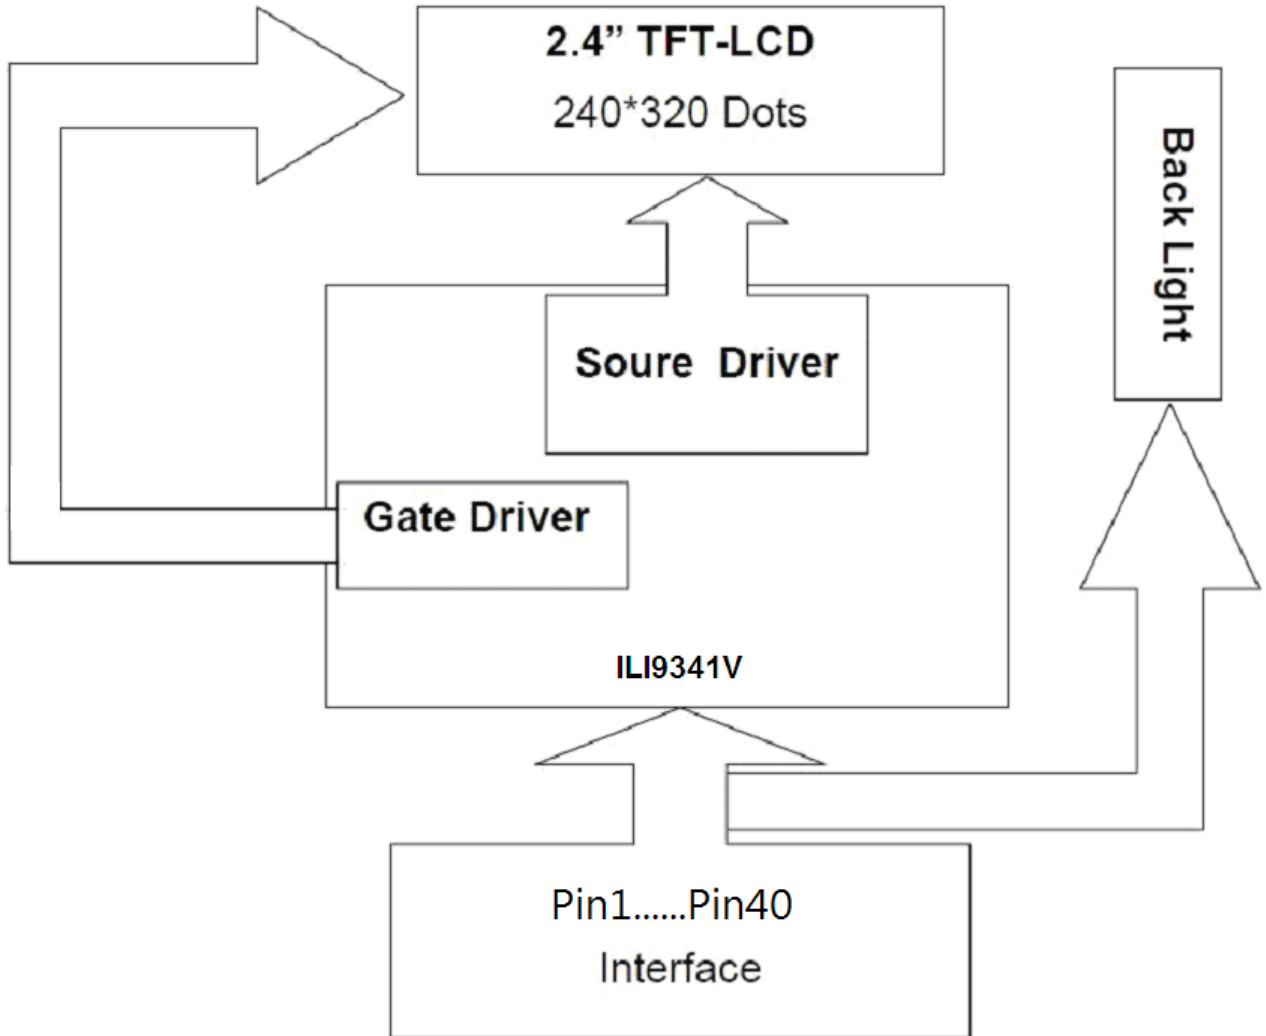 2.4” TFT-LCD
240*320 Dots
Back Light
Soure Driver
Gate Driver
ILI9341V
Pin1......Pin40
Interface